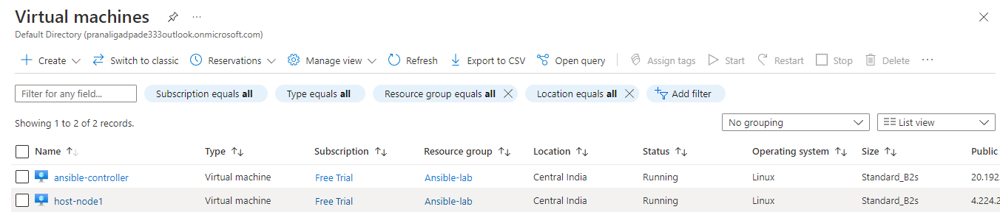 Virtual machines
Default Directory (pranaligadpade333outlook.onmicrosoft.com)
Create Switch to classic Reservations Manage view Refresh Export to CSV Open query Assign tags Start Restart Stop Delete
Filter for any field... Subscription equals all Type equals all Resource group equals all Location equals all Add filter
Showing 1 to 2 of 2 records. No grouping List view
Name Type Subscription Resource group Location Status Operating system Size Public
ansible-controller Virtual machine Free Trial Ansible-lab Central India Running Linux Standard_B2s 20.192
host-node1 Virtual machine Free Trial Ansible-lab Central India Running Linux Standard_B2s 4.224.2